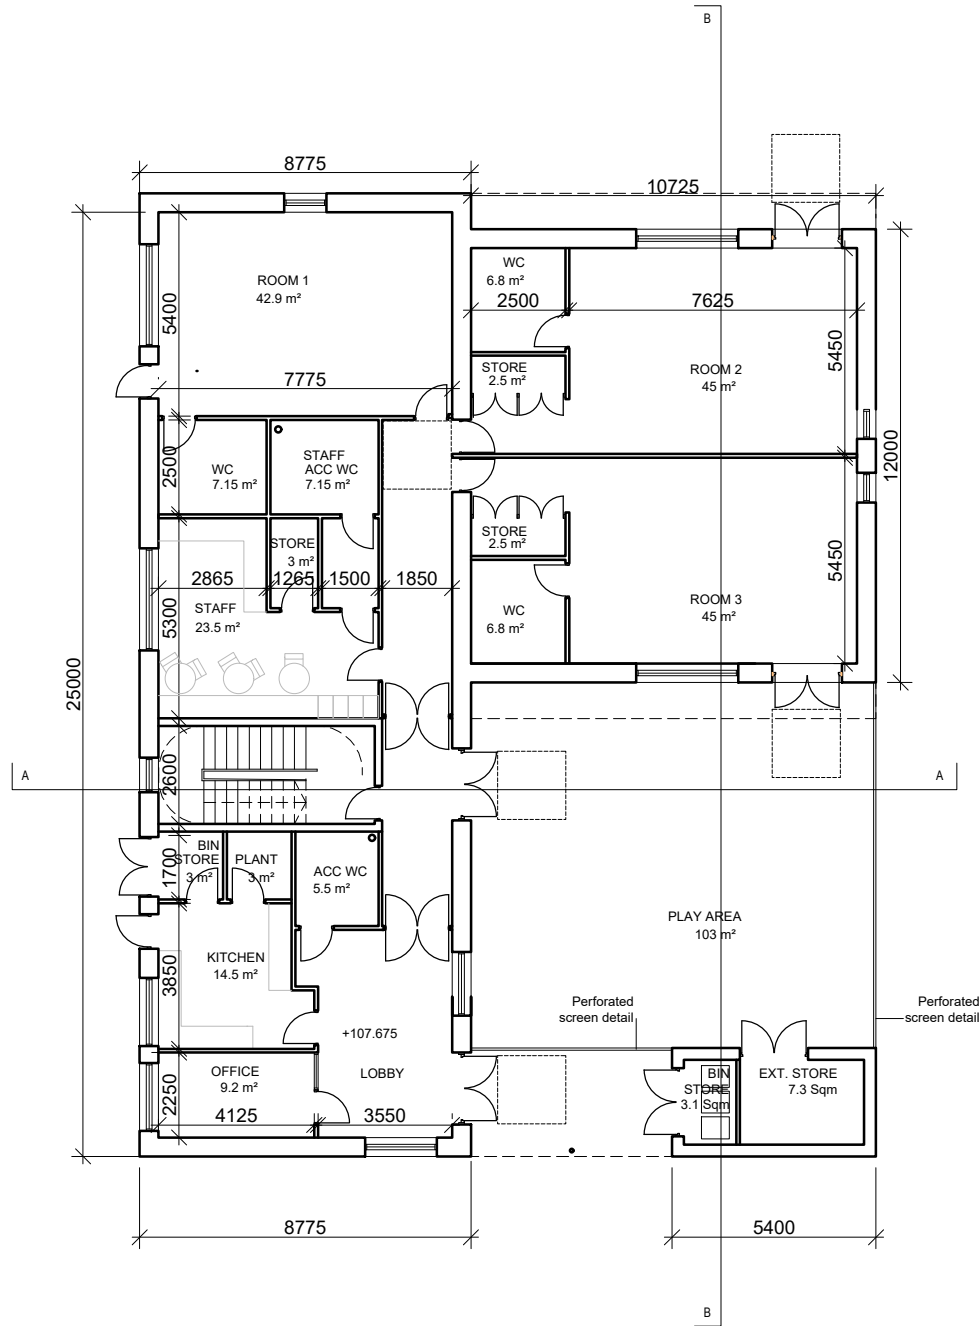 B
8775
10725
ROOM 1
42.9 m²
WC
6.8 m²
2500
7625
5400
5450
STORE
2.5 m²
ROOM 2
45 m²
7775
12000
2500
WC
7.15 m²
STAFF
ACC WC
7.15 m²
STORE
3 m²
STORE
2.5 m²
5450
2865
1265
1500
1850
5300
STAFF
23.5 m²
ROOM 3
45 m²
WC
6.8 m²
25000
A
2600
A
BIN
STORE
3 m²
PLANT
3 m²
1700
ACC WC
5.5 m²
PLAY AREA
103 m²
KITCHEN
14.5 m²
3850
Perforated
screen detail
Perforated
screen detail
+107.675
LOBBY
OFFICE
9.2 m²
2250
4125
3550
BIN
STORE
3.1 Sqm
EXT. STORE
7.3 Sqm
8775
5400
B